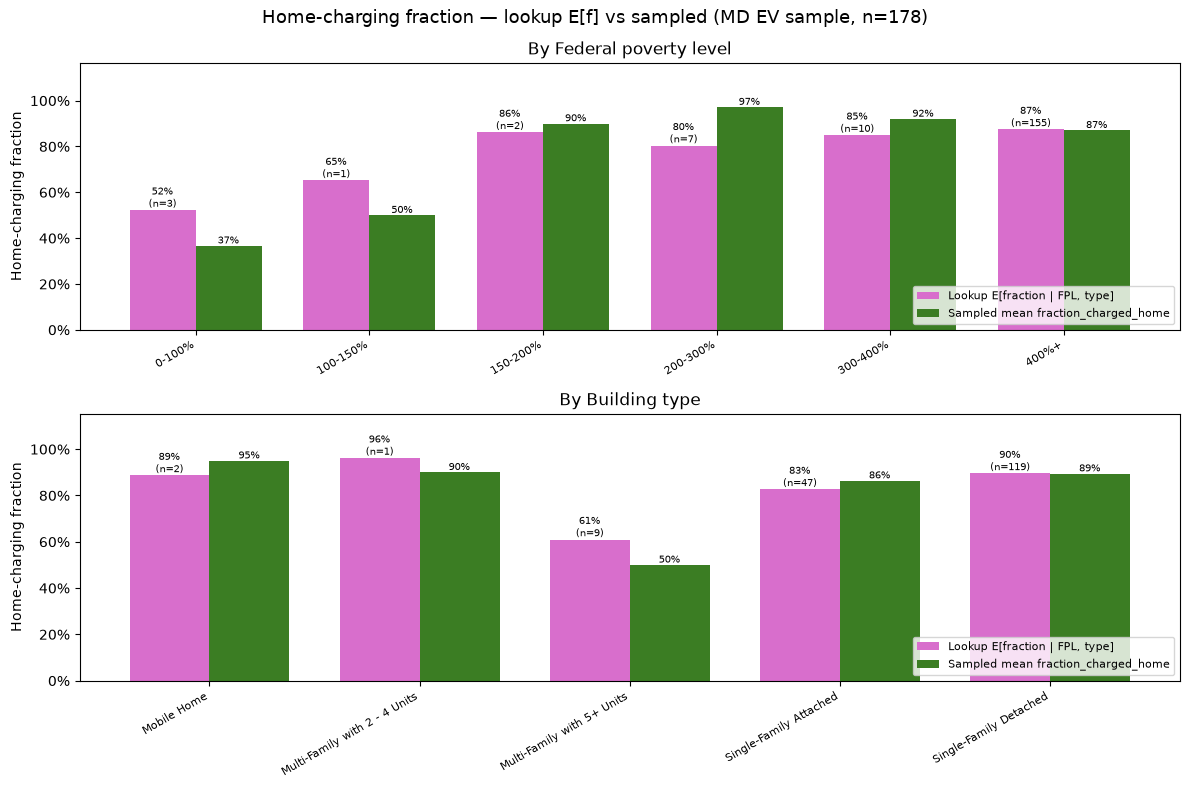 Home-charging fraction — lookup E[f] vs sampled (MD EV sample, n=178)
By Federal poverty level
Home-charging fraction
100%
80%
60%
40%
20%
0%
52%
(n=3)
37%
65%
(n=1)
50%
86%
(n=2)
90%
80%
(n=7)
97%
85%
(n=10)
92%
87%
(n=155)
87%
Lookup E[fraction | FPL, type]
Sampled mean fraction_charged_home
0-100%
100-150%
150-200%
200-300%
300-400%
400%+
By Building type
Home-charging fraction
100%
80%
60%
40%
20%
0%
89%
(n=2)
95%
96%
(n=1)
90%
61%
(n=9)
50%
83%
(n=47)
86%
90%
(n=119)
89%
Lookup E[fraction | FPL, type]
Sampled mean fraction_charged_home
Mobile Home
Multi-Family with 2 - 4 Units
Multi-Family with 5+ Units
Single-Family Attached
Single-Family Detached